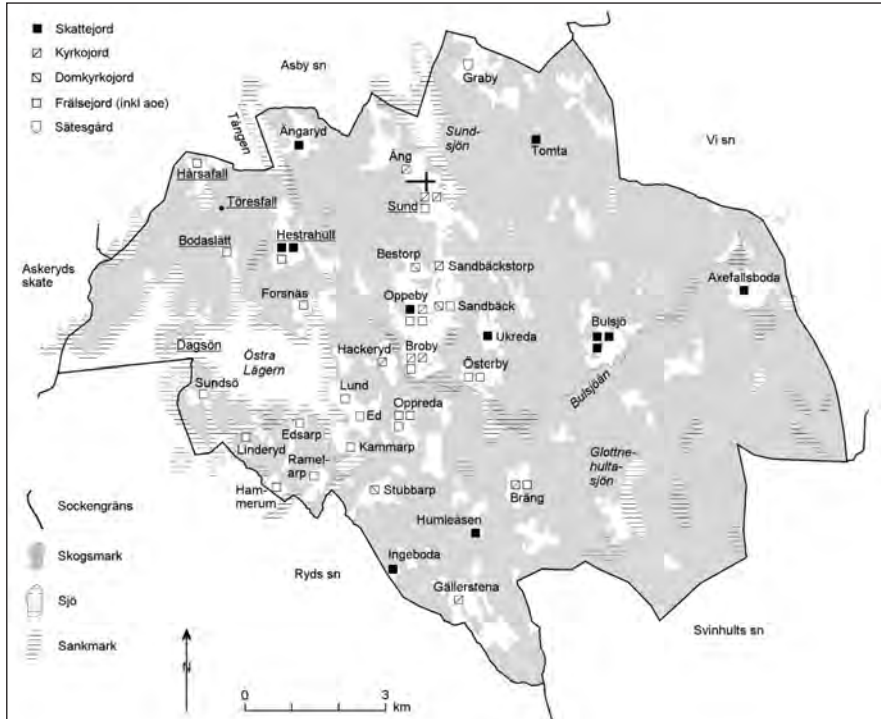 Skattejord
Kyrkojord
Domkyrkojord
Frälsejord (inkl aoe)
Sätesgård
Asby sn
Graby
Tången
Ängaryd
Sund-
sjön
Tomta
Vi sn
Äng
Hårsafall
Töresfall
Sund
Hestrahult
Bodaslätt
Bestorp
Sandbäckstorp
Askeryds
skate
Axefallsboda
Forsnäs
Oppeby
Sandbäck
Ukreda
Bulsjö
Dagsön
Östra
Lägern
Hackeryd
Broby
Österby
Bulsjöån
Sundsö
Lund
Ed
Oppreda
Edsarp
Linderyd
Kammarp
Glottrie-
hulta-
sjön
Ramef-
arp
Ham-
merum
Stubbarp
Bräng
Sockengräns
Humleåsen
Skogsmark
Ingeboda
Ryds sn
Gällerstena
Sjö
Svinhults sn
Sankmark
N
0 3
km